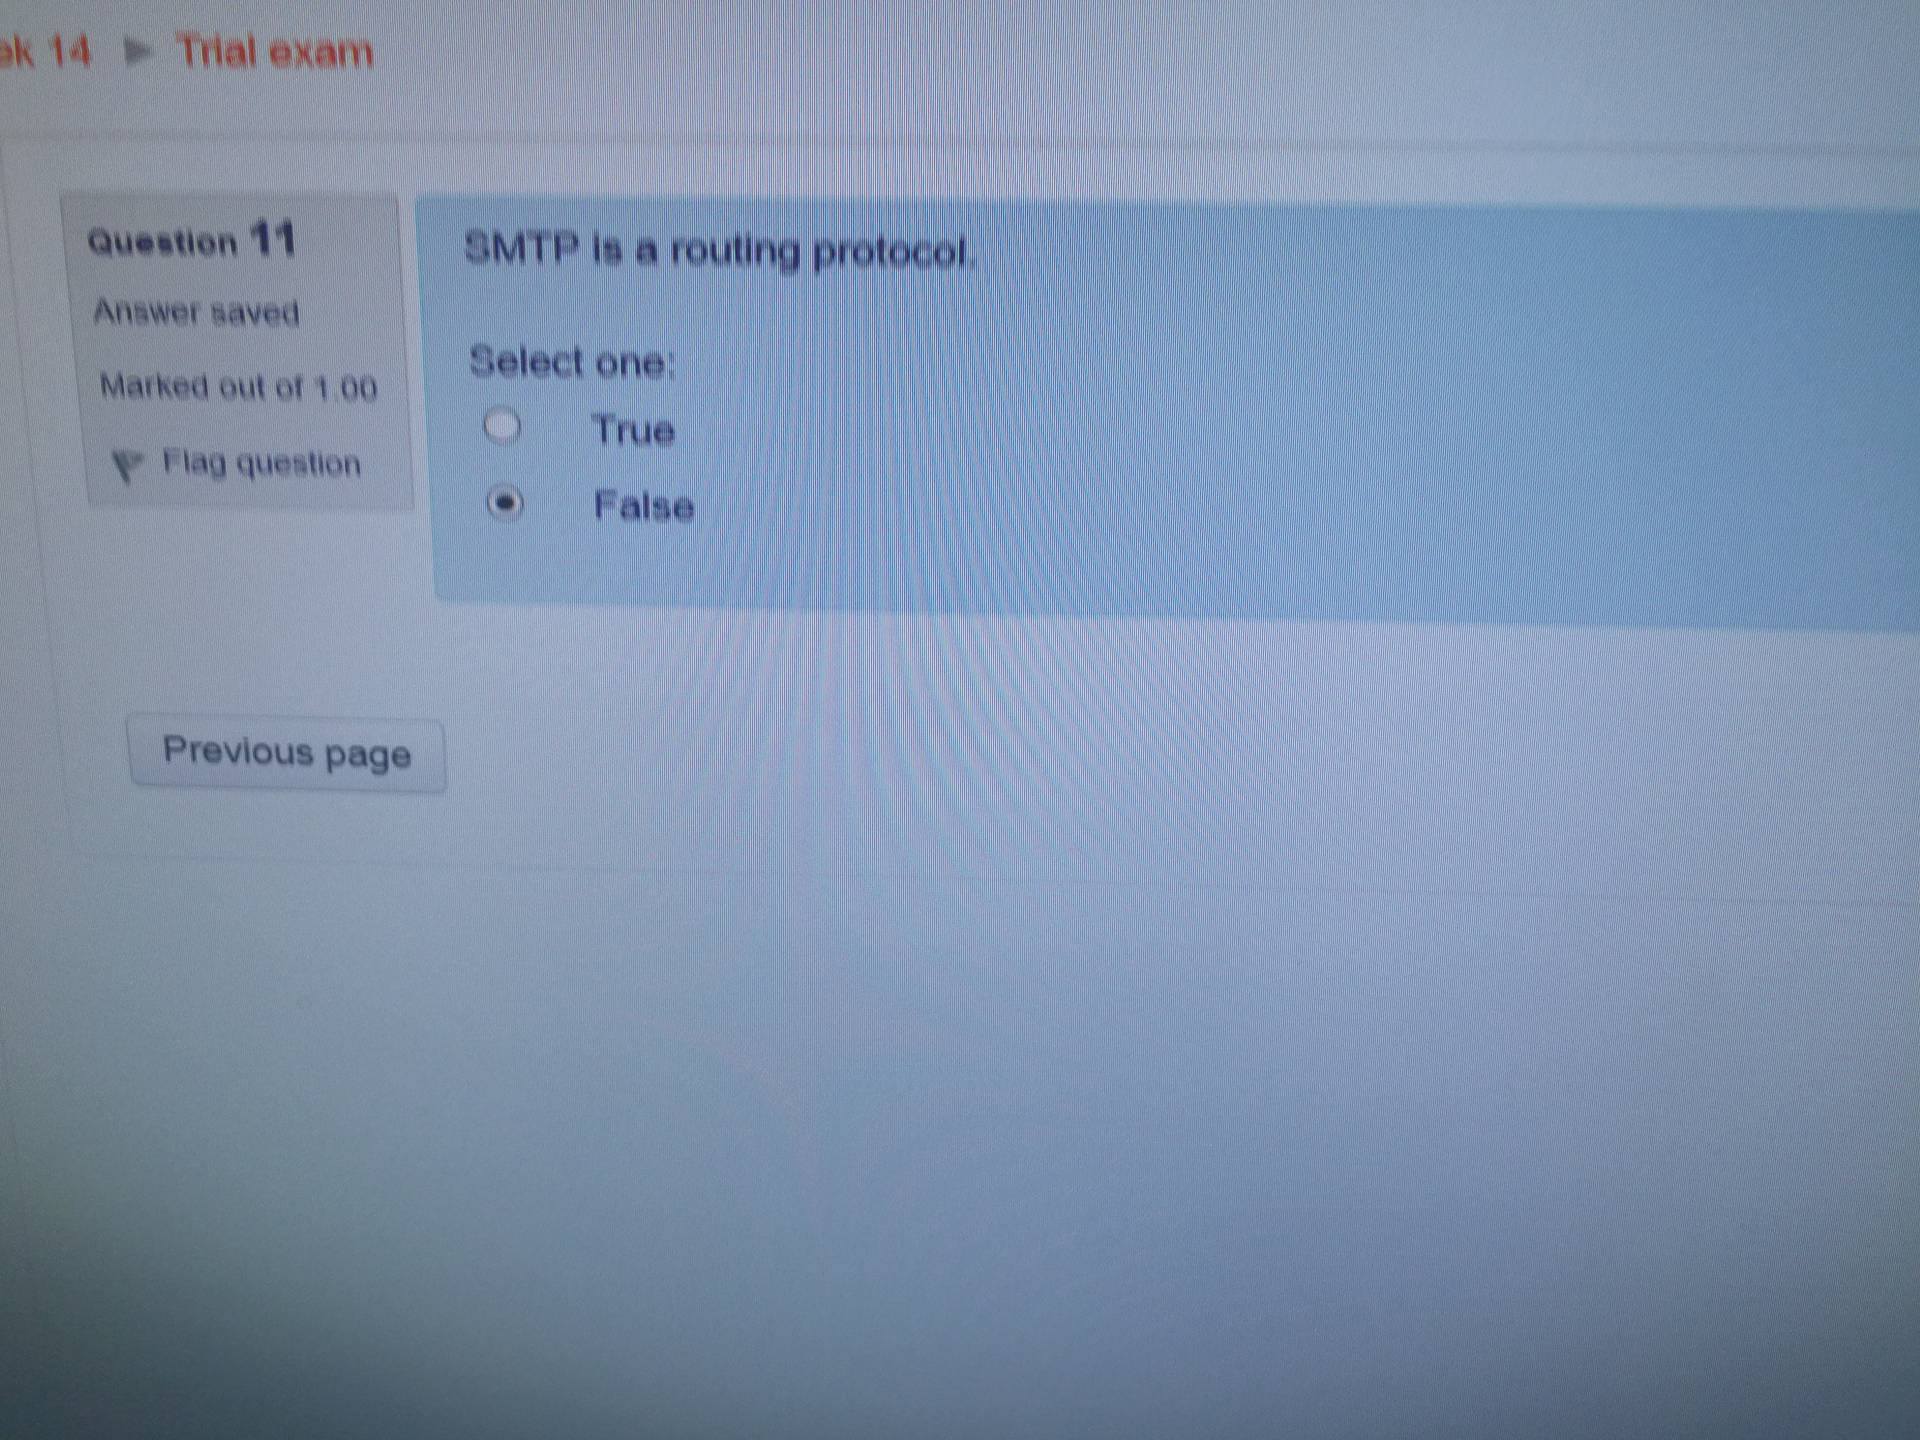 14 ► Trial exam
Question 11
Answer saved
Marked out of 1.00
Flag question
SMTP is a routing protocol.
Select one:
True
False
Previous page